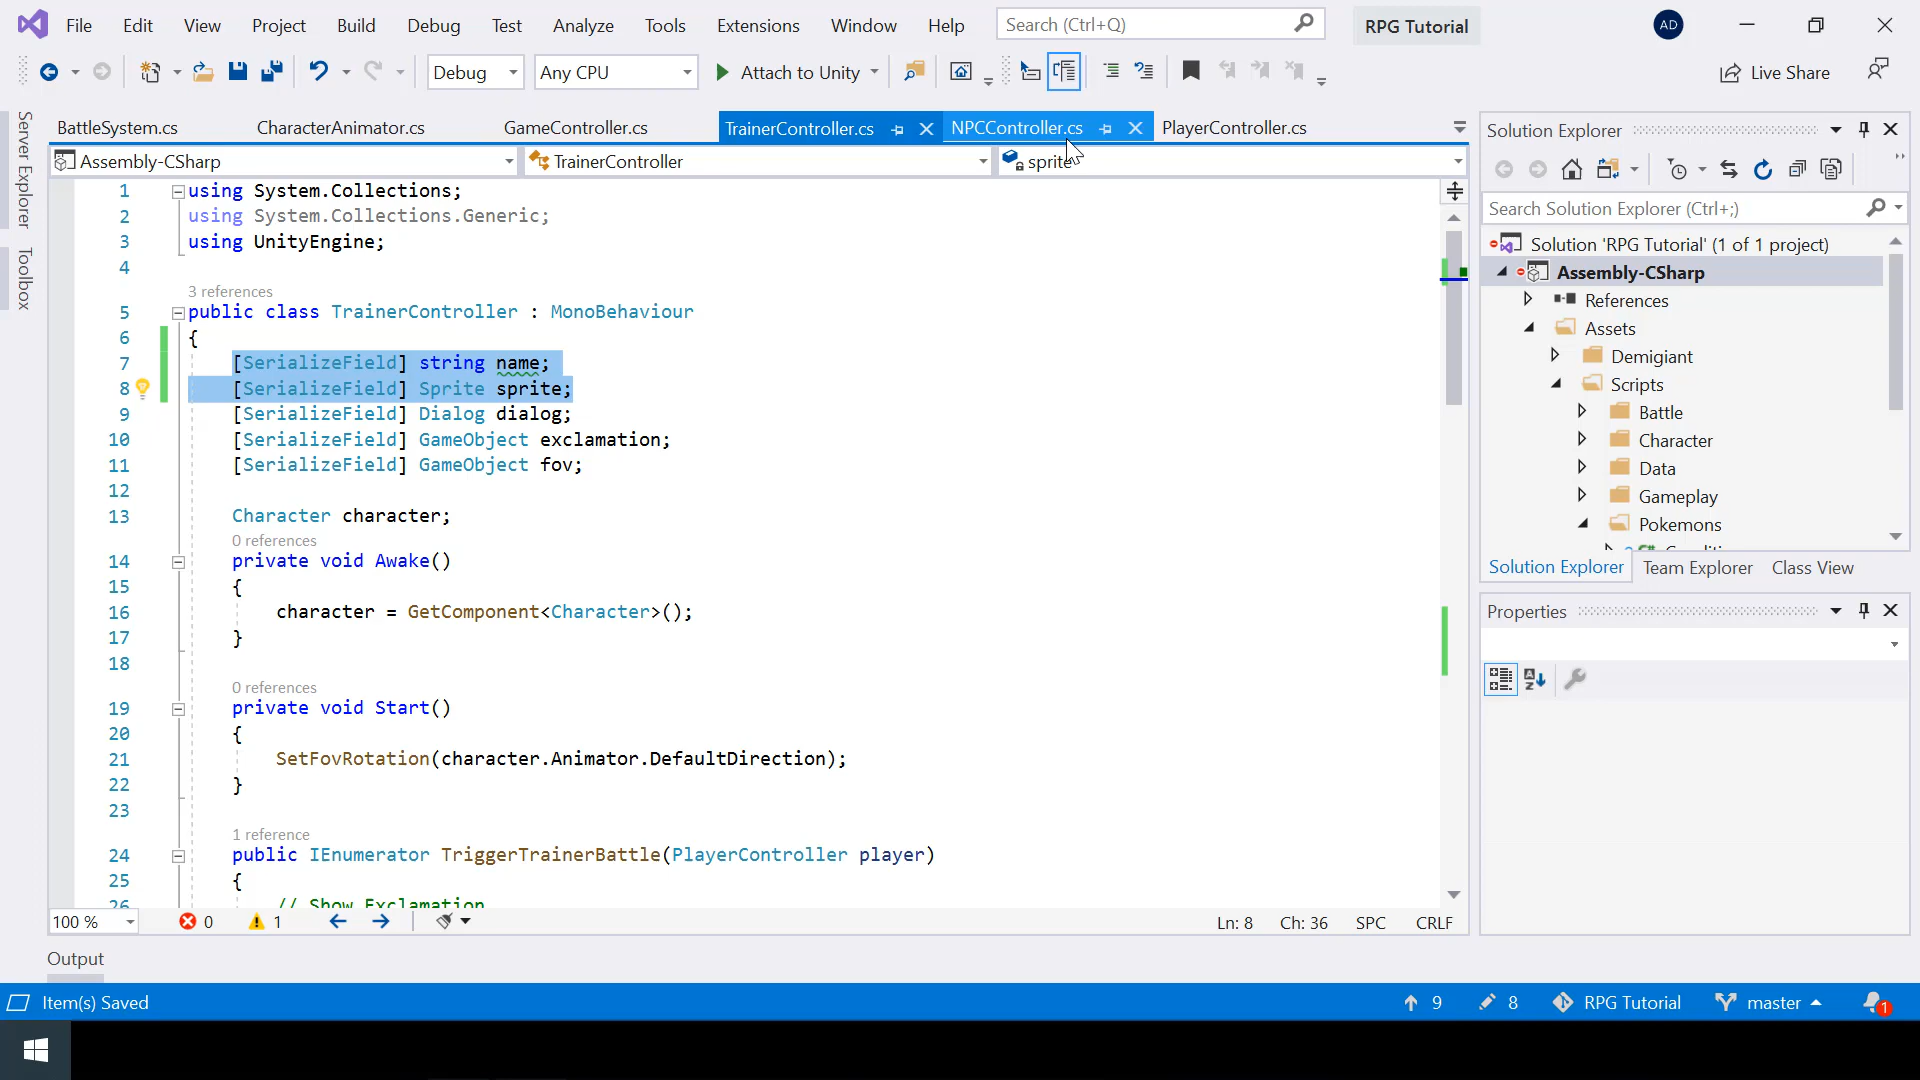 File Edit View Project Build Debug Test Analyze Tools Extensions Window Help Search (Ctrl+Q) RPG Tutorial AD
Debug Any CPU Attach to Unity Live Share
Server Explorer
Toolbox
BattleSystem.cs CharacterAnimator.cs GameController.cs TrainerController.cs NPCController.cs PlayerController.cs
Assembly-CSharp TrainerController sprite
1 using System.Collections;
2 using System.Collections.Generic;
3 using UnityEngine;
4
3 references
5 public class TrainerController : MonoBehaviour
6 {
7 [SerializeField] string name;
8 [SerializeField] Sprite sprite;
9 [SerializeField] Dialog dialog;
10 [SerializeField] GameObject exclamation;
11 [SerializeField] GameObject fov;
12
13 Character character;
0 references
14 private void Awake()
15 {
16 character = GetComponent<Character>();
17 }
18
0 references
19 private void Start()
20 {
21 SetFovRotation(character.Animator.DefaultDirection);
22 }
23
1 reference
24 public IEnumerator TriggerTrainerBattle(PlayerController player)
25 {
26 // Show Exclamation
100 % 0 1 Ln: 8 Ch: 36 SPC CRLF
Output
Solution Explorer
Search Solution Explorer (Ctrl+;)
Solution 'RPG Tutorial' (1 of 1 project)
Assembly-CSharp
References
Assets
Demigiant
Scripts
Battle
Character
Data
Gameplay
Pokemons
Solution Explorer Team Explorer Class View
Properties
Item(s) Saved 9 8 RPG Tutorial master 1